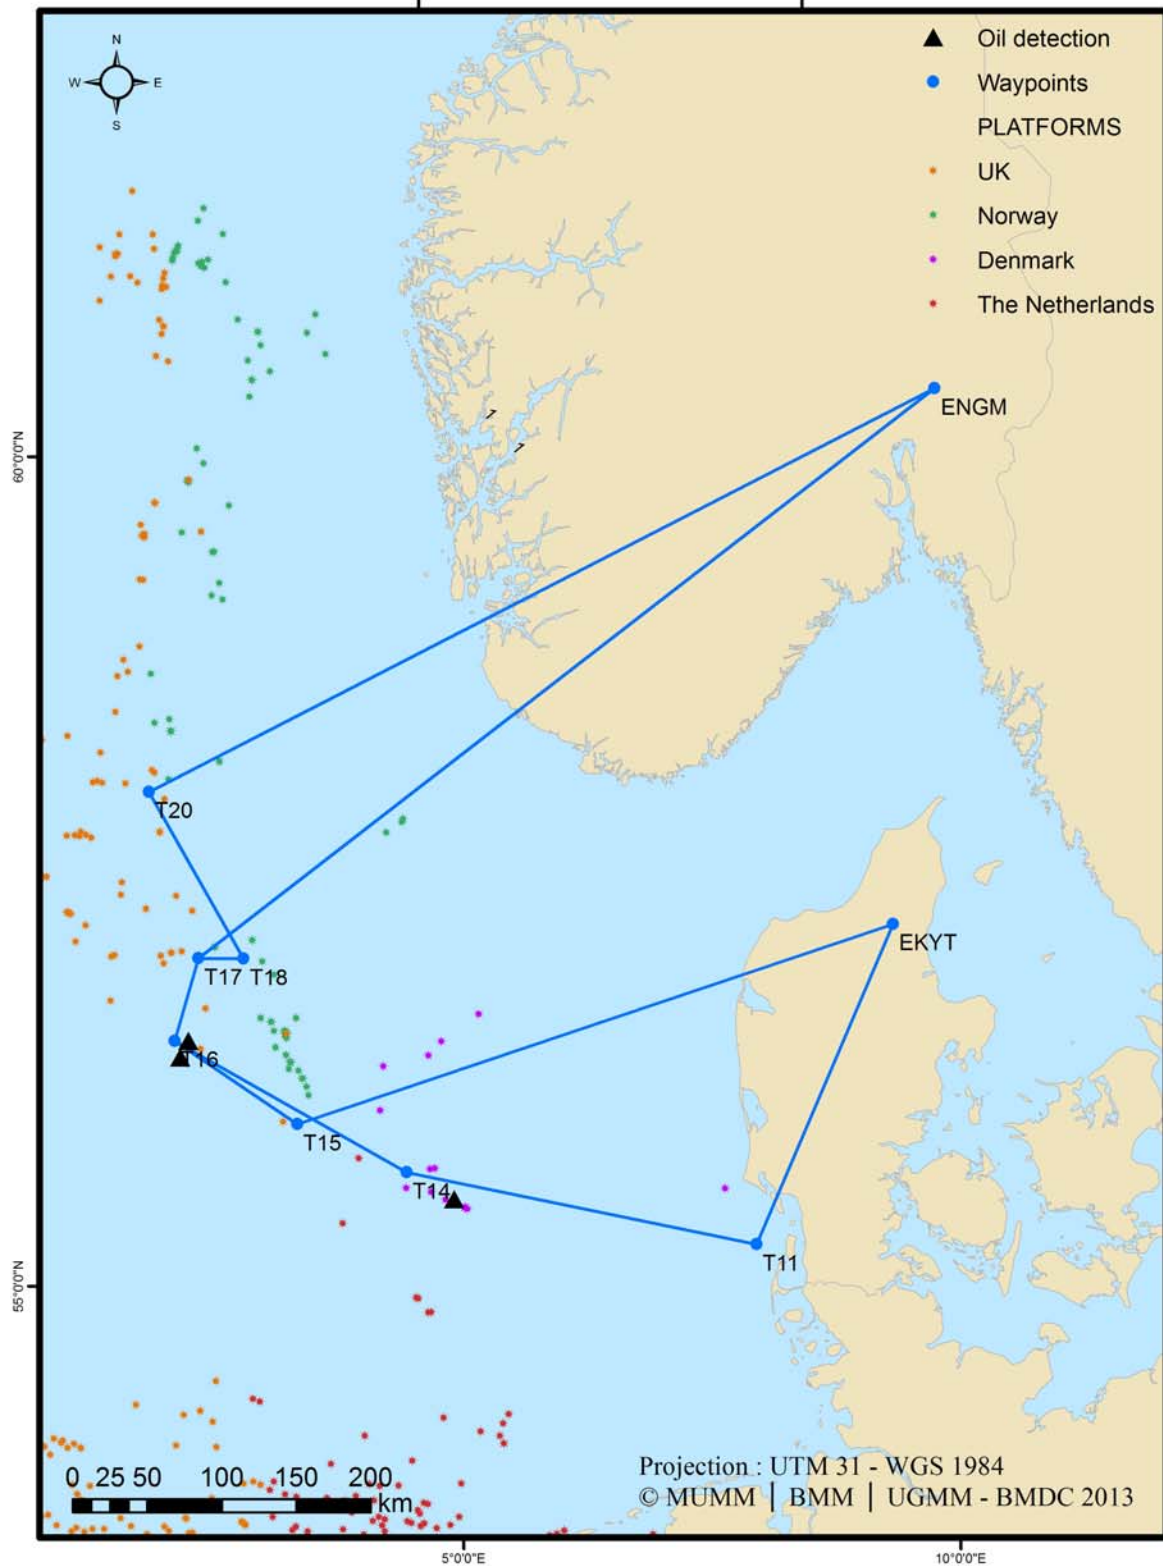 N
W E
S
Oil detection
Waypoints
PLATFORMS
UK
Norway
Denmark
The Netherlands
ENGM
60°0'0"N
1
1
T20
EKYT
T17
T18
T16
T15
T14
T11
55°0'0"N
0 25 50 100 150 200
km
Projection : UTM 31 - WGS 1984
© MUMM | BMM | UGMM - BMDC 2013
5°0'0"E
10°0'0"E